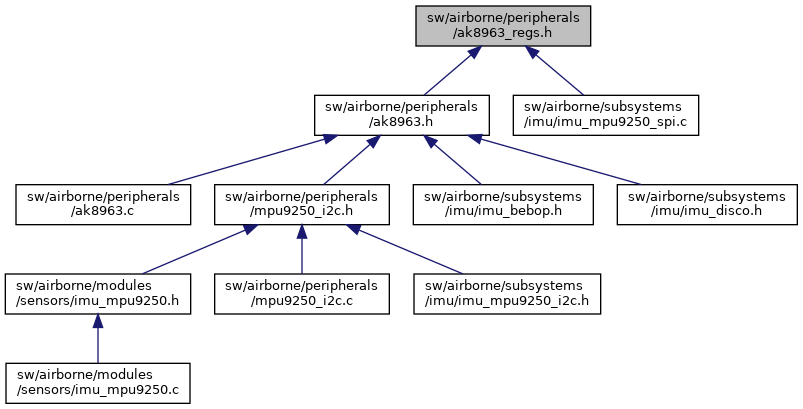 sw/airborne/peripherals
/ak8963_regs.h
sw/airborne/peripherals
/ak8963.h
sw/airborne/subsystems
/imu/imu_mpu9250_spi.c
sw/airborne/peripherals
/ak8963.c
sw/airborne/peripherals
/mpu9250_i2c.h
sw/airborne/subsystems
/imu/imu_bebop.h
sw/airborne/subsystems
/imu/imu_disco.h
sw/airborne/modules
/sensors/imu_mpu9250.h
sw/airborne/peripherals
/mpu9250_i2c.c
sw/airborne/subsystems
/imu/imu_mpu9250_i2c.h
sw/airborne/modules
/sensors/imu_mpu9250.c